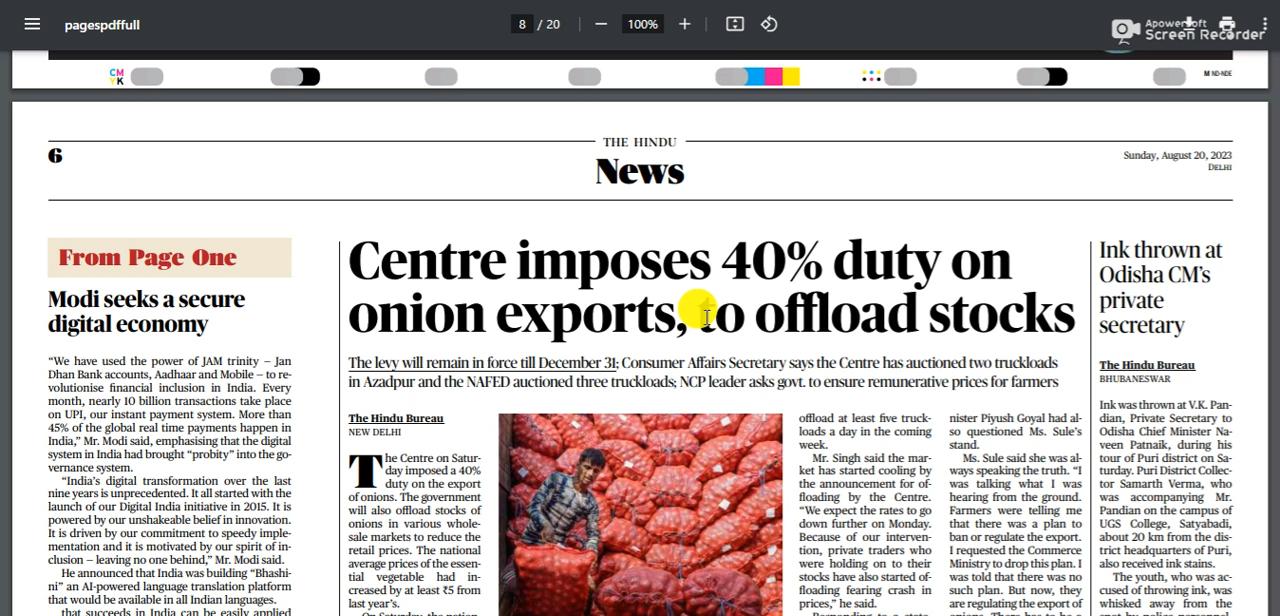 pagespdffull
8 / 20
100%
Apowersoft
Screen Recorder
CM
YK
M ND-NDE
6
THE HINDU
News
Sunday, August 20, 2023
DELHI
From Page One
Modi seeks a secure
digital economy
“We have used the power of JAM trinity – Jan
Dhan Bank accounts, Aadhaar and Mobile – to re-
volutionise financial inclusion in India. Every
month, nearly 10 billion transactions take place
on UPI, our instant payment system. More than
45% of the global real time payments happen in
India,” Mr. Modi said, emphasising that the digital
system in India had brought “probity” into the go-
vernance system.
“India’s digital transformation over the last
nine years is unprecedented. It all started with the
launch of our Digital India initiative in 2015. It is
powered by our unshakeable belief in innovation.
It is driven by our commitment to speedy imple-
mentation and it is motivated by our spirit of in-
clusion – leaving no one behind,” Mr. Modi said.
He announced that India was building “Bhashi-
ni” an AI-powered language translation platform
that would be available in all Indian languages.
that succeeds in India can be easily applied
Centre imposes 40% duty on
onion exports, to offload stocks
The levy will remain in force till December 31; Consumer Affairs Secretary says the Centre has auctioned two truckloads
in Azadpur and the NAFED auctioned three truckloads; NCP leader asks govt. to ensure remunerative prices for farmers
The Hindu Bureau
NEW DELHI
The Centre on Satur-
day imposed a 40%
duty on the export
of onions. The government
will also offload stocks of
onions in various whole-
sale markets to reduce the
retail prices. The national
average prices of the essen-
tial vegetable had in-
creased by at least ₹5 from
last year’s.
offload at least five truck-
loads a day in the coming
week.
Mr. Singh said the mar-
ket has started cooling by
the announcement for of-
floading by the Centre.
“We expect the rates to go
down further on Monday.
Because of our interven-
tion, private traders who
were holding on to their
stocks have also started of-
floading fearing crash in
prices,” he said.
nister Piyush Goyal had al-
so questioned Ms. Sule’s
stand.
Ms. Sule said she was al-
ways speaking the truth. “I
was talking what I was
hearing from the ground.
Farmers were telling me
that there was a plan to
ban or regulate the export.
I requested the Commerce
Ministry to drop this plan. I
was told that there was no
such plan. But now, they
are regulating the export of
Ink thrown at
Odisha CM’s
private
secretary
The Hindu Bureau
BHUBANESWAR
Ink was thrown at V.K. Pan-
dian, Private Secretary to
Odisha Chief Minister Na-
veen Patnaik, during his
tour of Puri district on Sa-
turday. Puri District Collec-
tor Samarth Verma, who
was accompanying Mr.
Pandian on the campus of
UGS College, Satyabadi,
about 20 km from the dis-
trict headquarters of Puri,
also received ink stains.
The youth, who was ac-
cused of throwing ink, was
whisked away from the